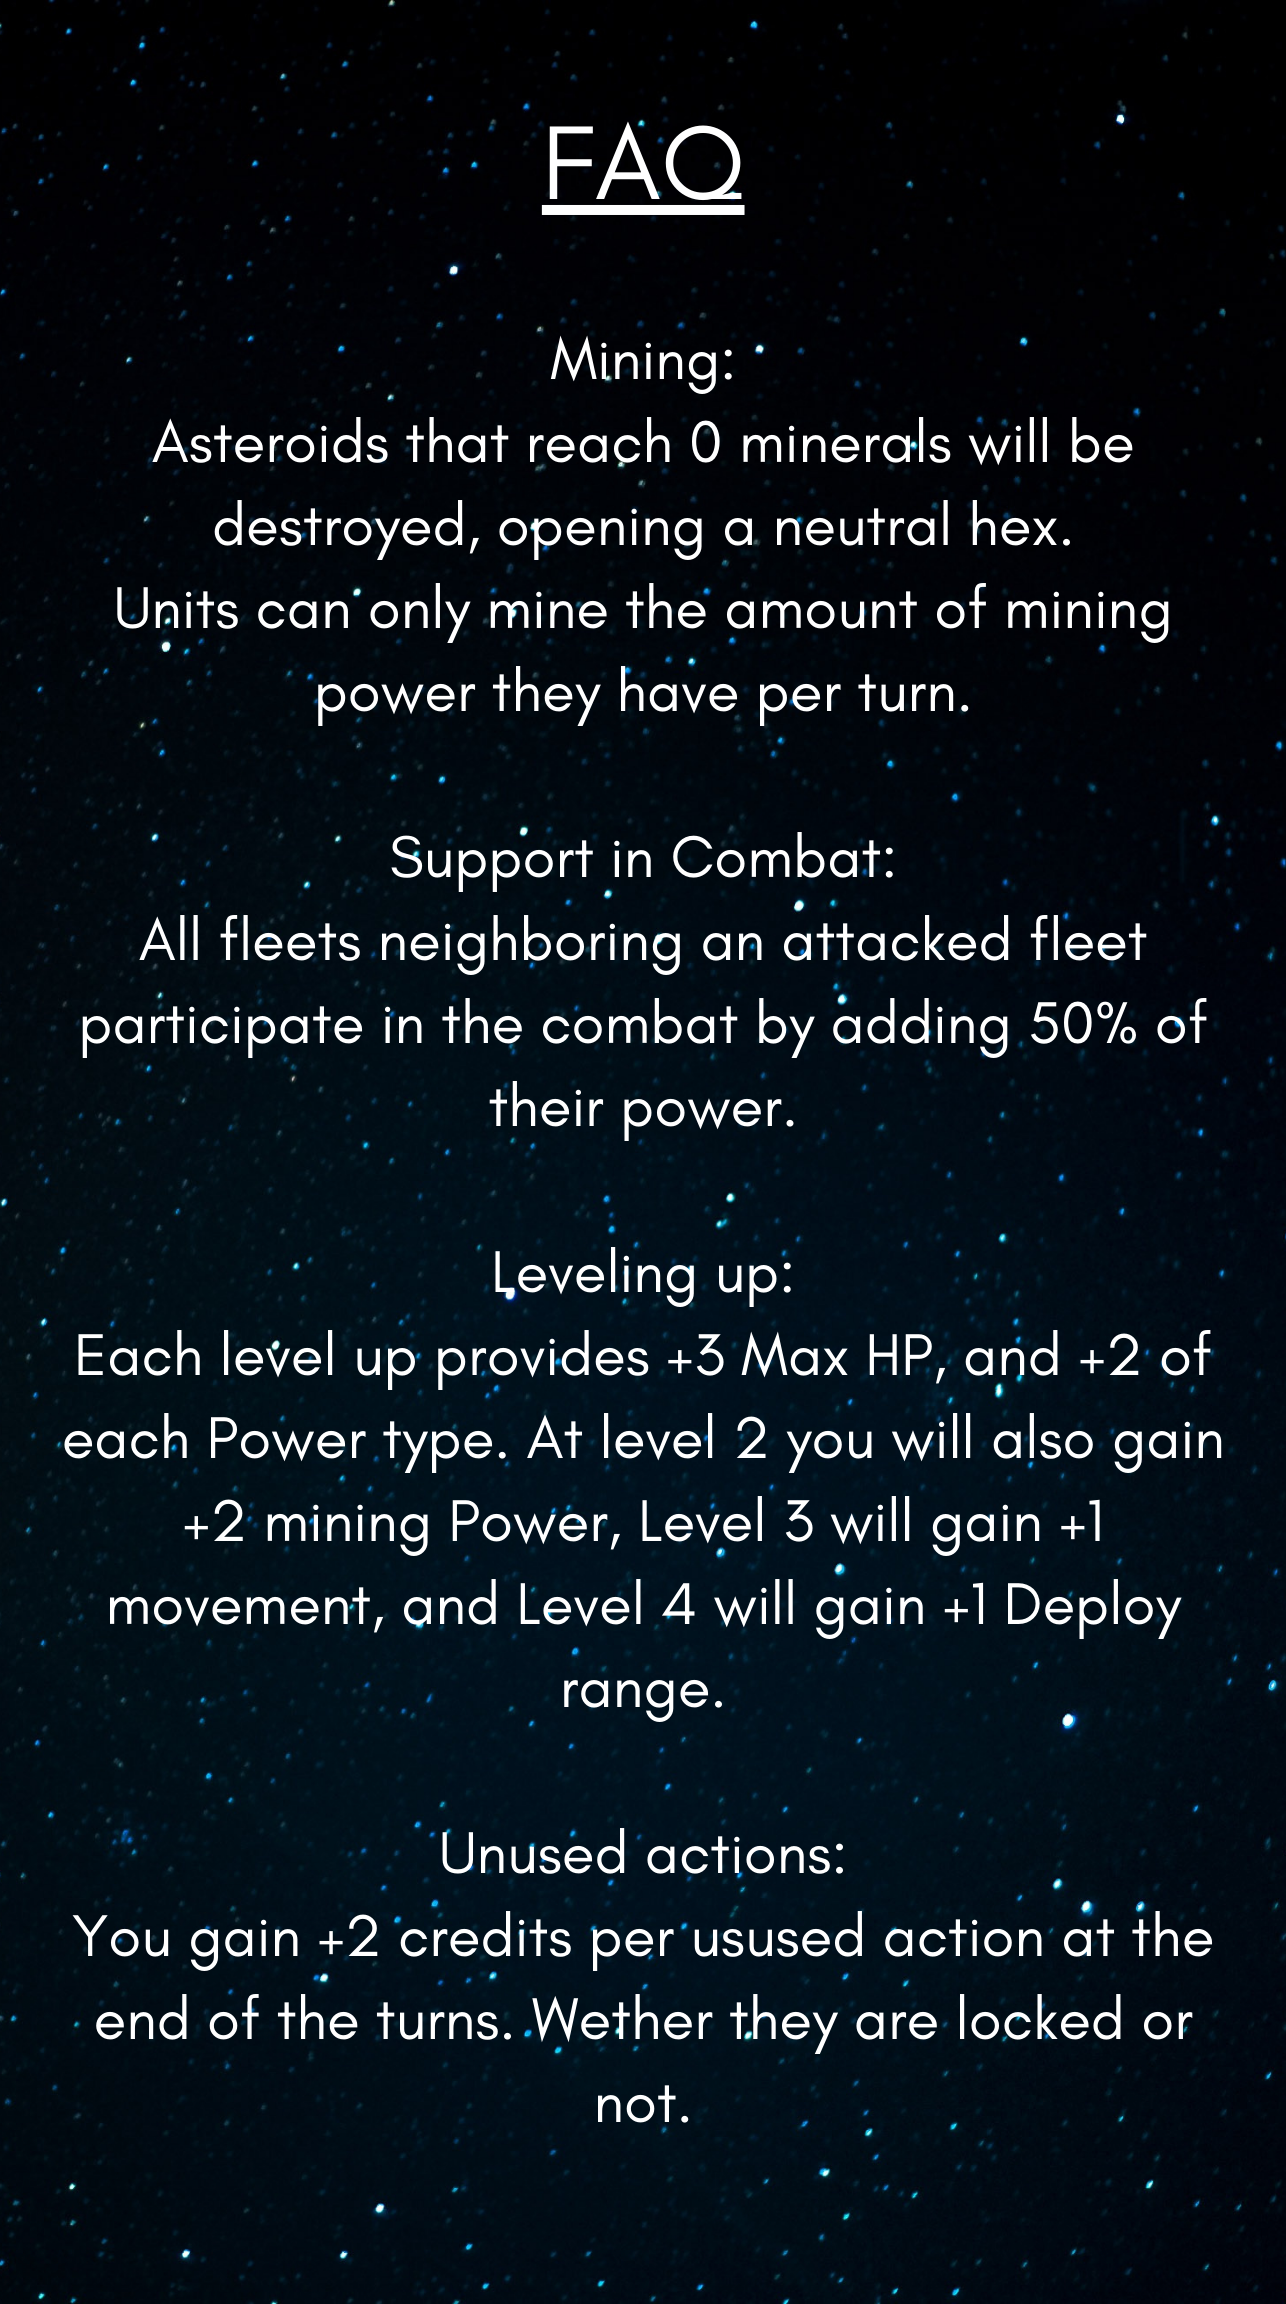 FAQ
Mining:
Asteroids that reach 0 minerals will be
destroyed, opening a neutral hex.
Units can only mine the amount of mining
power they have per turn.
Support in Combat:
All fleets neighboring an attacked fleet
participate in the combat by adding 50% of
their power.
Leveling up:
Each level up provides +3 Max HP, and +2 of
each Power type. At level 2 you will also gain
+2 mining Power, Level 3 will gain +1
movement, and Level 4 will gain +1 Deploy
range.
Unused actions:
You gain +2 credits per usused action at the
end of the turns. Wether they are locked or
not.